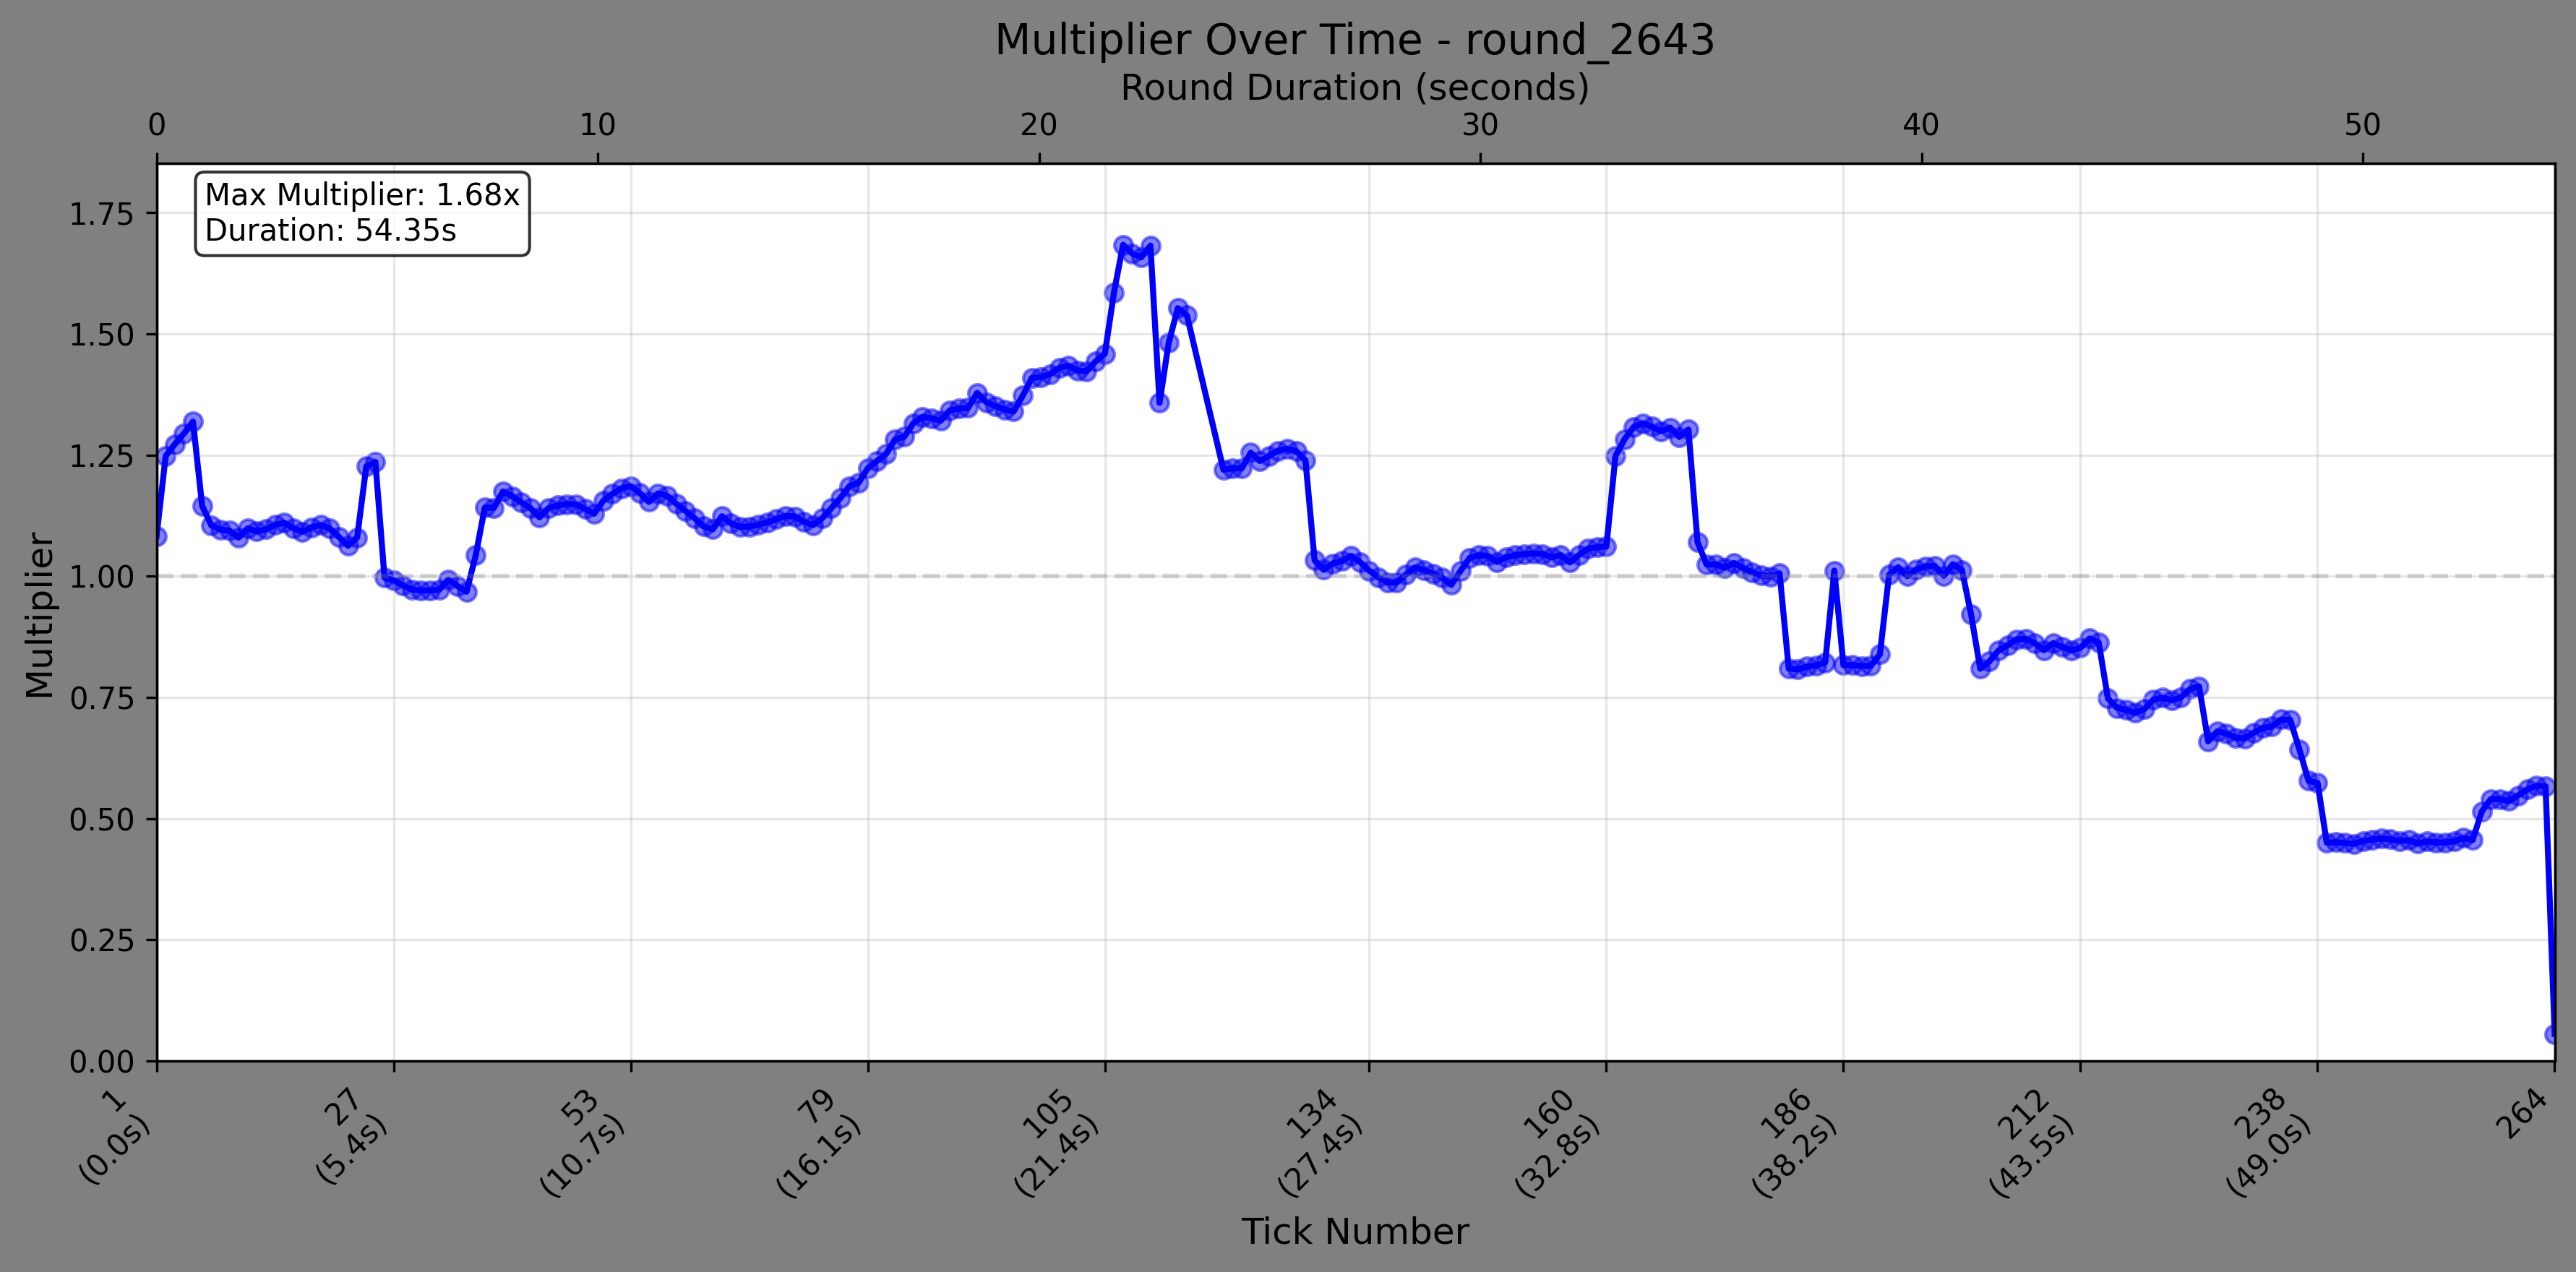 Multiplier Over Time - round_2643
Round Duration (seconds)
0 10 20 30 40 50
Max Multiplier: 1.68x
Duration: 54.35s
Multiplier
1.75
1.50
1.25
1.00
0.75
0.50
0.25
0.00
1
(0.0s)
27
(5.4s)
53
(10.7s)
79
(16.1s)
105
(21.4s)
134
(27.4s)
160
(32.8s)
186
(38.2s)
212
(43.5s)
238
(49.0s)
264
Tick Number